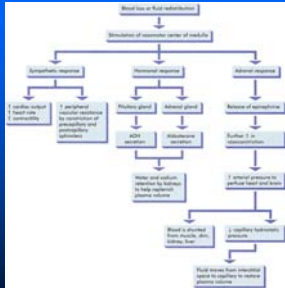 Blood loss or fluid redistribution
Stimulation of vasomotor center of medulla
Sympathetic response
Hormonal response
Adrenal response
↑ cardiac output
↑ heart rate
↑ contractility
↑ peripheral
vascular resistance
by constriction of
precapillary and
postcapillary
sphincters
Pituitary gland
Adrenal gland
Release of epinephrine
ADH
secretion
Aldosterone
secretion
Further ↑ in
vasoconstriction
Water and sodium
retention by kidneys to
help replenish
plasma volume
↑ arterial pressure to
perfuse heart and brain
Blood is shunted
from muscle, skin,
kidney, liver
↓ capillary hydrostatic
pressure
Fluid moves from interstitial
space to capillary to restore
plasma volume